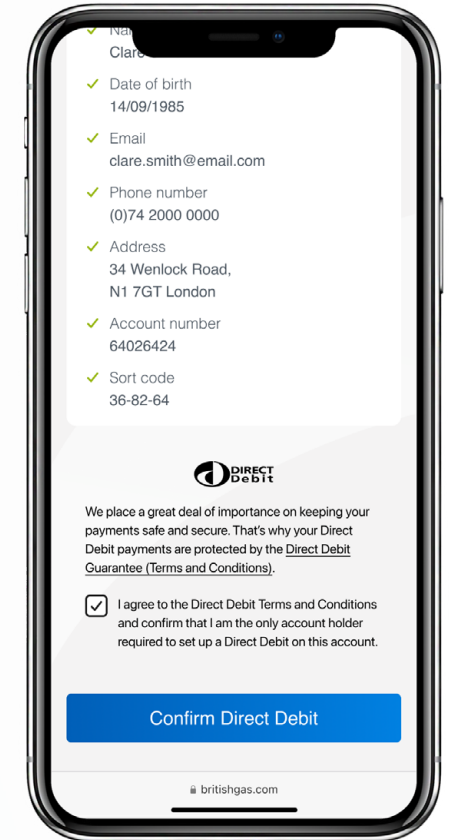 Clare
Date of birth
14/09/1985
Email
clare.smith@email.com
Phone number
(0)74 2000 0000
Address
34 Wenlock Road,
N1 7GT London
Account number
64026424
Sort code
36-82-64
DIRECT
Debit
We place a great deal of importance on keeping your
payments safe and secure. That's why your Direct
Debit payments are protected by the Direct Debit
Guarantee (Terms and Conditions).
I agree to the Direct Debit Terms and Conditions
and confirm that I am the only account holder
required to set up a Direct Debit on this account.
Confirm Direct Debit
britishgas.com